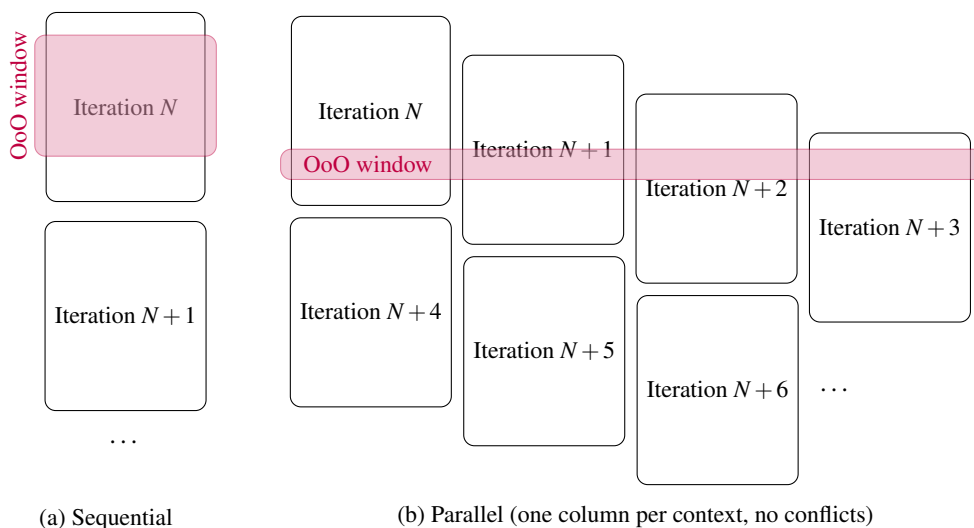 OoO window
Iteration N
Iteration N + 1
...
(a) Sequential
Iteration N
Iteration N + 1
OoO window
Iteration N + 2
Iteration N + 3
Iteration N + 4
Iteration N + 5
Iteration N + 6
...
(b) Parallel (one column per context, no conflicts)